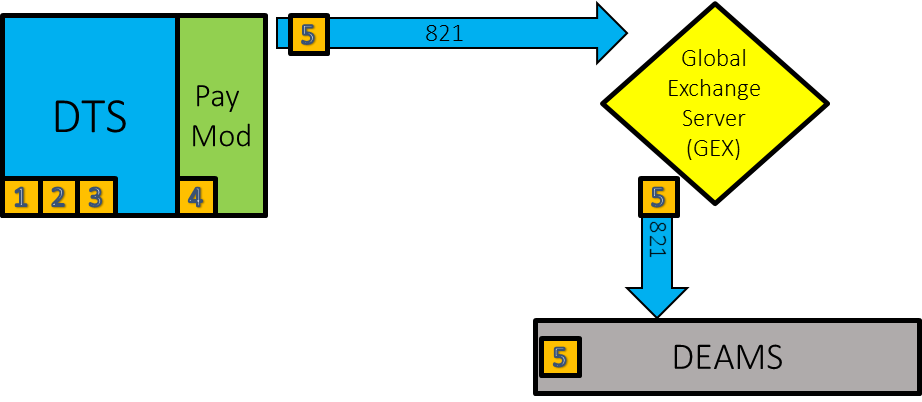 DTS
Pay
Mod
1
2
3
4
5
821
Global
Exchange
Server
(GEX)
5
821
5
DEAMS